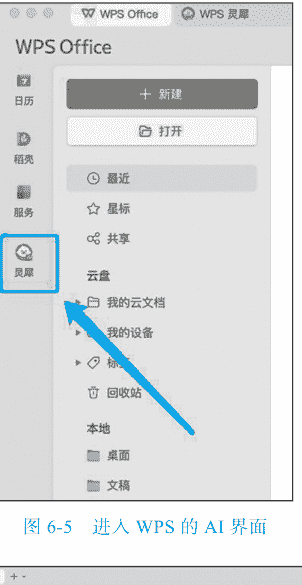 WPS Office
WPS 灵犀
WPS Office
日历
稻壳
服务
灵犀
+ 新建
打开
最近
星标
共享
云盘
我的云文档
我的设备
标签
回收站
本地
桌面
文稿
图 6-5 进入 WPS 的 AI 界面